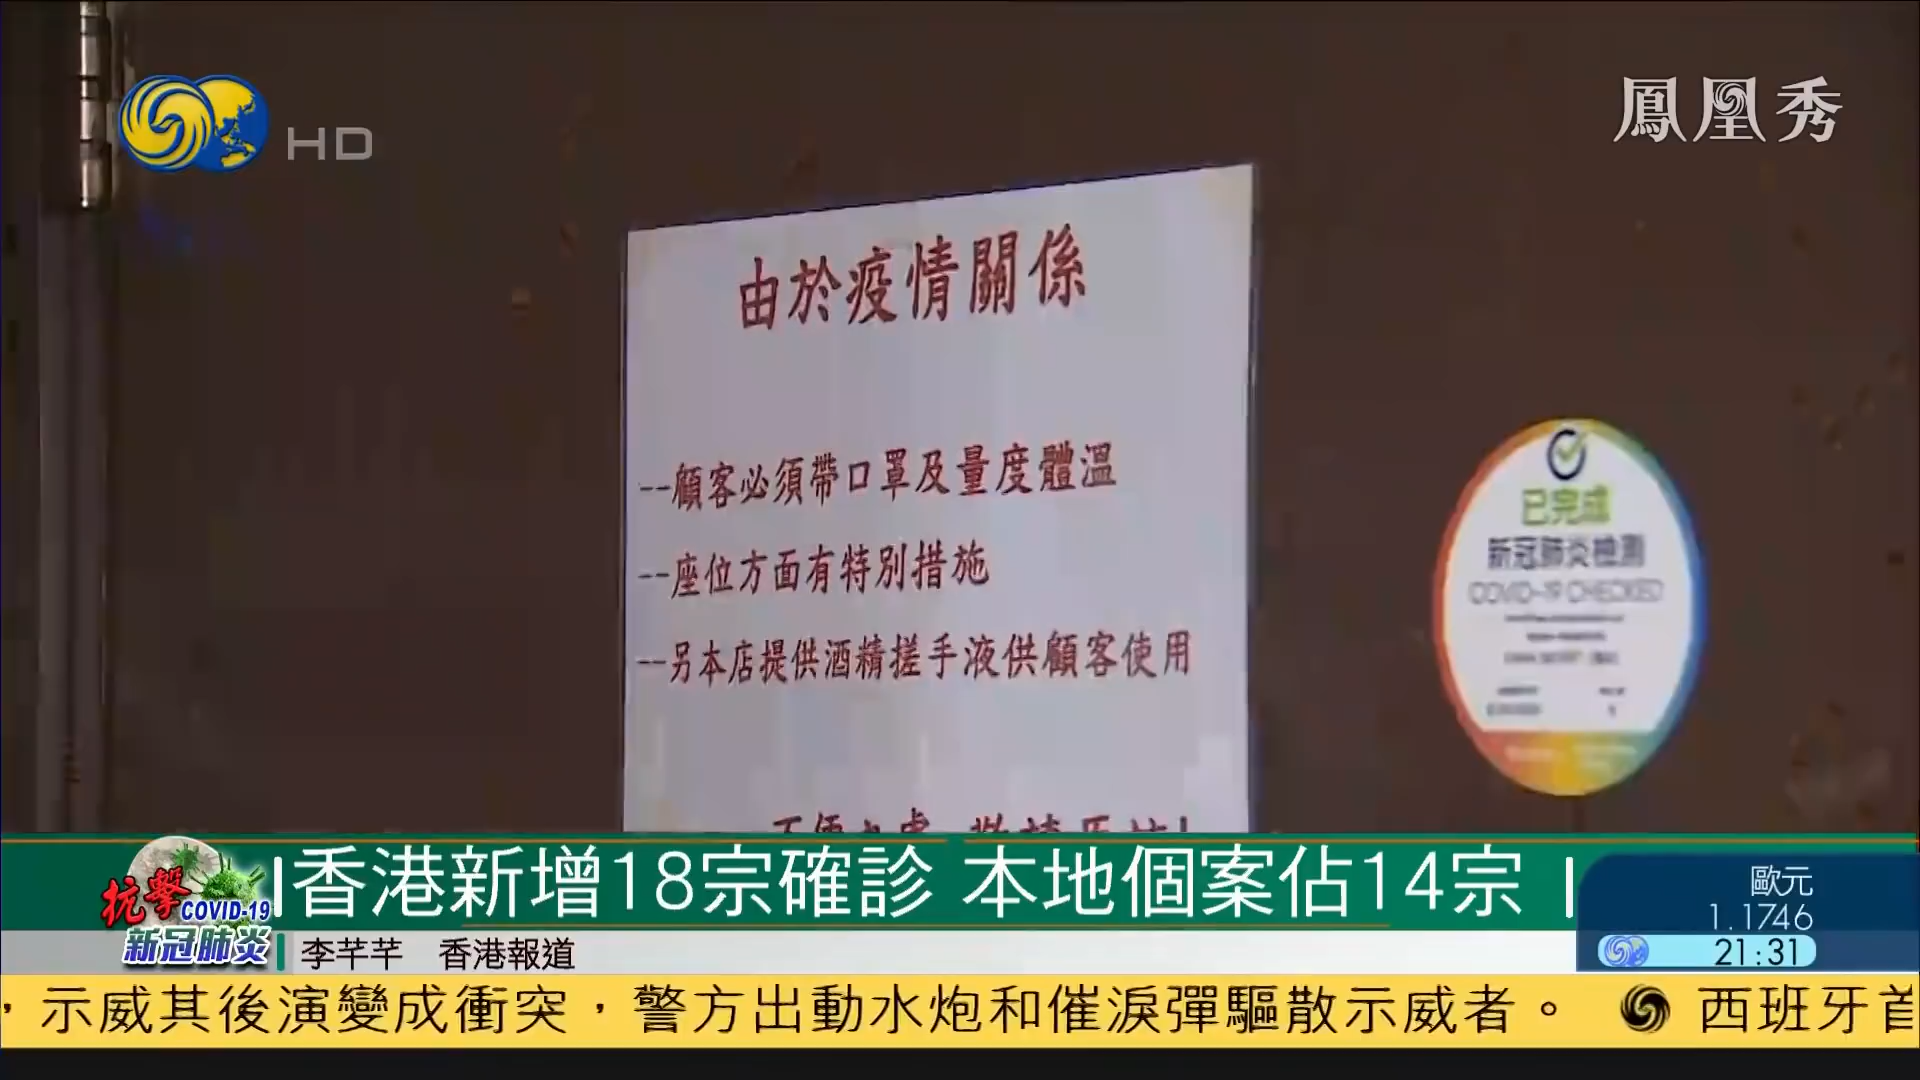 HD
鳳凰秀
由於疫情關係
--顧客必須帶口罩及量度體溫
--座位方面有特別措施
--另本店提供酒精搓手液供顧客使用
已完成
新冠肺炎檢測
COVID-19 CHECKED
抗擊
COVID-19
新冠肺炎
香港新增18宗確診 本地個案佔14宗
李芊芊 香港報道
歐元
1.1746
21:31
，示威其後演變成衝突，警方出動水炮和催淚彈驅散示威者。 西班牙首